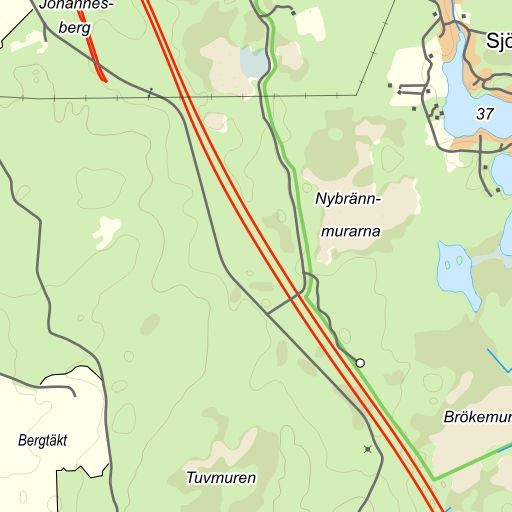 Johannes-
berg
Sjö
37
Nybränn-
murarna
Brökemur
Bergtäkt
Tuvmuren